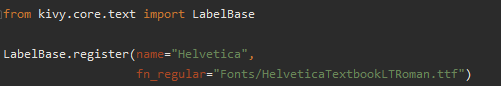 from kivy.core.text import LabelBase
LabelBase.register(name="Helvetica",
fn_regular="Fonts/HelveticaTextbookLTRoman.ttf")